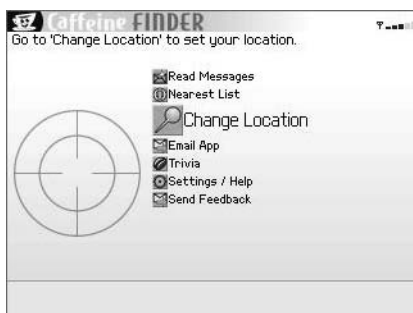 Caffeine FINDER
Go to 'Change Location' to set your location.
Read Messages
Nearest List
Change Location
Email App
Trivia
Settings / Help
Send Feedback